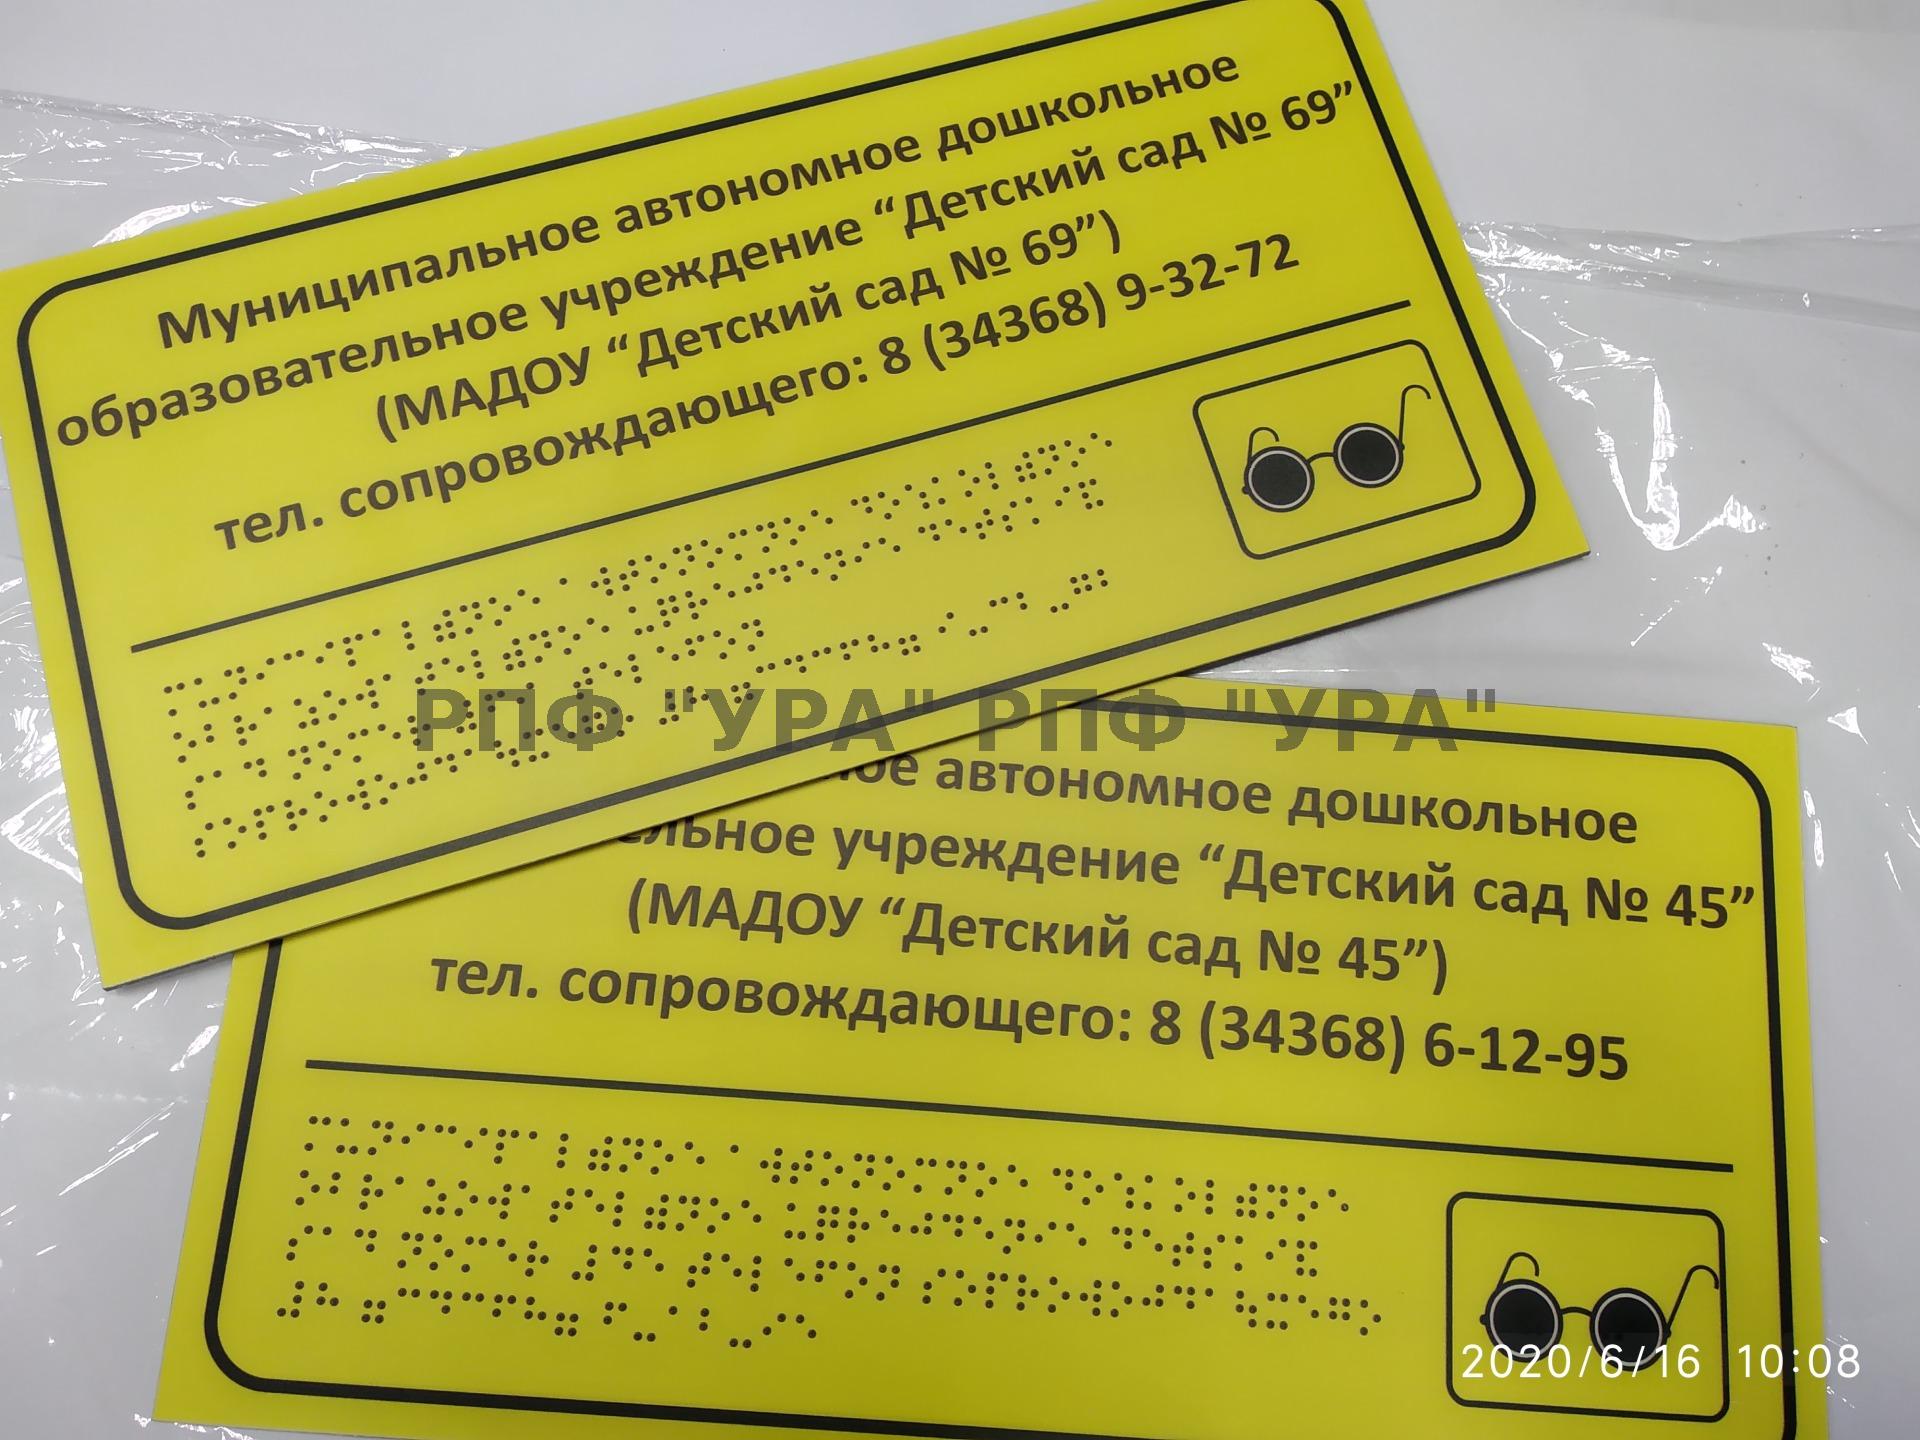 Муниципальное автономное дошкольное
образовательное учреждение “Детский сад № 69”
(МАДОУ “Детский сад № 69”)
тел. сопровождающего: 8 (34368) 9-32-72
РПФ "УРА" РПФ "УРА"
автономное дошкольное
учреждение “Детский сад № 45”
(МАДОУ “Детский сад № 45”)
тел. сопровождающего: 8 (34368) 6-12-95
2020/6/16 10:08